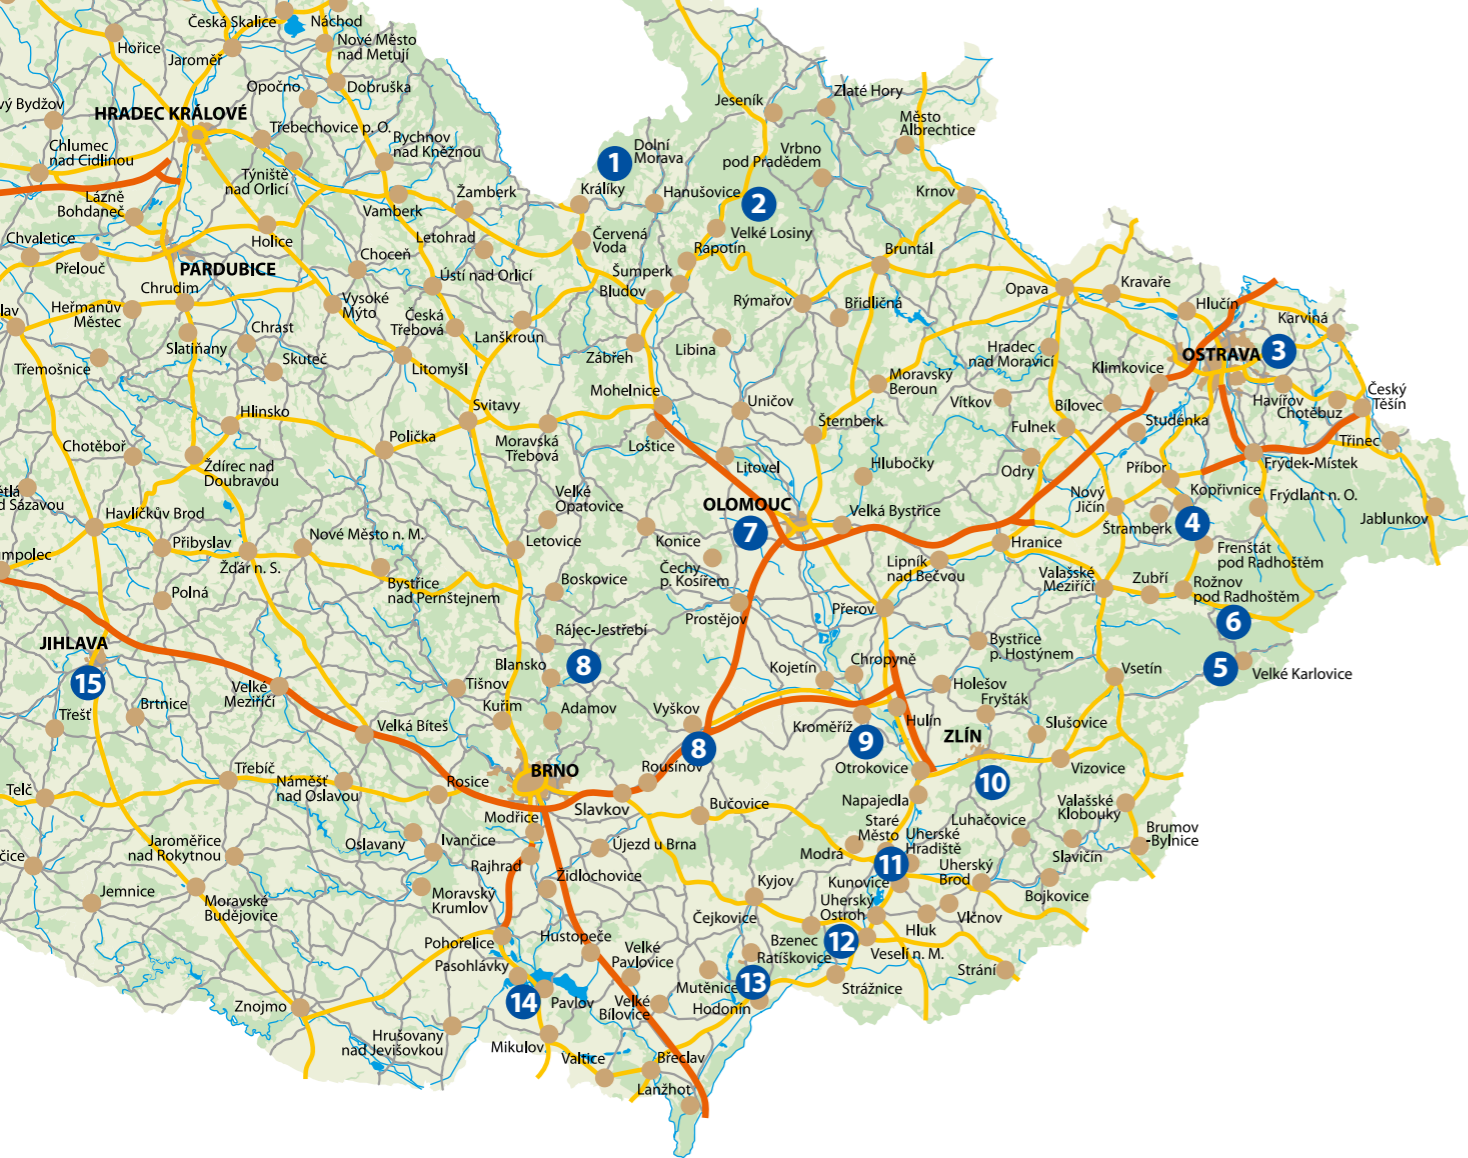 Česká Skalice
Náchod
Hořice
Jaroměř
Nové Město
nad Metují
Opočno
Dobruška
Jeseník
Zlaté Hory
vý Bydžov
HRADEC KRÁLOVÉ
Třebechovice p. O.
Město
Albrechtice
Chlumec
nad Cidlinou
Rychnov
nad Kněžnou
1
Dolní
Morava
Vrbno
pod Pradědem
Týniště
nad Orlicí
Králíky
Hanušovice
2
Krnov
Lázně
Bohdaneč
Vamberk
Žamberk
Chvaletice
Holice
Letohrad
Červená
Voda
Velké Losiny
Rapotín
Bruntál
Přelouč
PARDUBICE
Choceň
Ústí nad Orlicí
Šumperk
Bludov
Chrudim
Rýmařov
Břidličná
Opava
Kravaře
Hlučín
Karviná
lav
Heřmanův
Městec
Vysoké
Mýto
Česká
Třebová
Lanškroun
Chrast
Slatiňany
Skuteč
Třemošnice
Litomyšl
Zábřeh
Libina
Hradec
nad Moravicí
Klimkovice
OSTRAVA
3
Mohelnice
Moravský
Beroun
Vítkov
Bílovec
Havířov
Chotěbuz
Český
Těšín
Hlinsko
Svitavy
Uničov
Šternberk
Fulnek
Studénka
Třinec
Chotěboř
Polička
Moravská
Třebová
Loštice
Litovel
Hlubočky
Odry
Příbor
Frýdek-Místek
Ždírec nad
Doubravou
ětlá
d Sázavou
Velké
Opatovice
OLOMOUC
7
Velká Bystřice
Nový
Jičín
Kopřivnice
Frýdlant n. O.
Havlíčkův Brod
Štramberk
4
Jablunkov
Přibyslav
Nové Město n. M.
Letovice
Konice
Hranice
Frenštát
pod Radhoštěm
mpolec
Žďár n. S.
Čechy
p. Kosířem
Lipník
nad Bečvou
Valašské
Meziříčí
Zubří
Rožnov
pod Radhoštěm
Polná
Bystřice
nad Pernštejnem
Boskovice
Prostějov
Přerov
6
JIHLAVA
15
Rájec-Jestřebí
Bystřice
p. Hostýnem
Blansko
8
Kojetín
Chropyně
Vsetín
5
Velké Karlovice
Velké
Meziříčí
Tišnov
Holešov
Fryšták
Třešť
Brtnice
Kuřim
Adamov
Vyškov
Kroměříž
Hulín
Slušovice
Velká Bíteš
8
9
ZLÍN
Třebíč
BRNO
Rousínov
Otrokovice
10
Vizovice
Telč
Náměšť
nad Oslavou
Rosice
Slavkov
Bučovice
Napajedla
Valašské
Klobouky
Modřice
Staré
Město
Uherské
Hradiště
Luhačovice
Brumov
-Bylnice
Jaroměřice
nad Rokytnou
Oslavany
Ivančice
Újezd u Brna
Modrá
11
Slavičín
čice
Rajhrad
Židlochovice
Kyjov
Kunovice
Uherský
Brod
Bojkovice
Jemnice
Moravské
Budějovice
Moravský
Krumlov
Čejkovice
Uherský
Ostroh
Vlčnov
Hluk
Pohořelice
Hustopeče
Velké
Pavlovice
Bzenec
12
Ratíškovice
Veselí n. M.
Strání
Pasohlávky
14
Pavlov
Mutěnice
13
Strážnice
Znojmo
Velké
Bílovice
Hodonín
Hrušovany
nad Jevišovkou
Mikulov
Valtice
Břeclav
Lanžhot